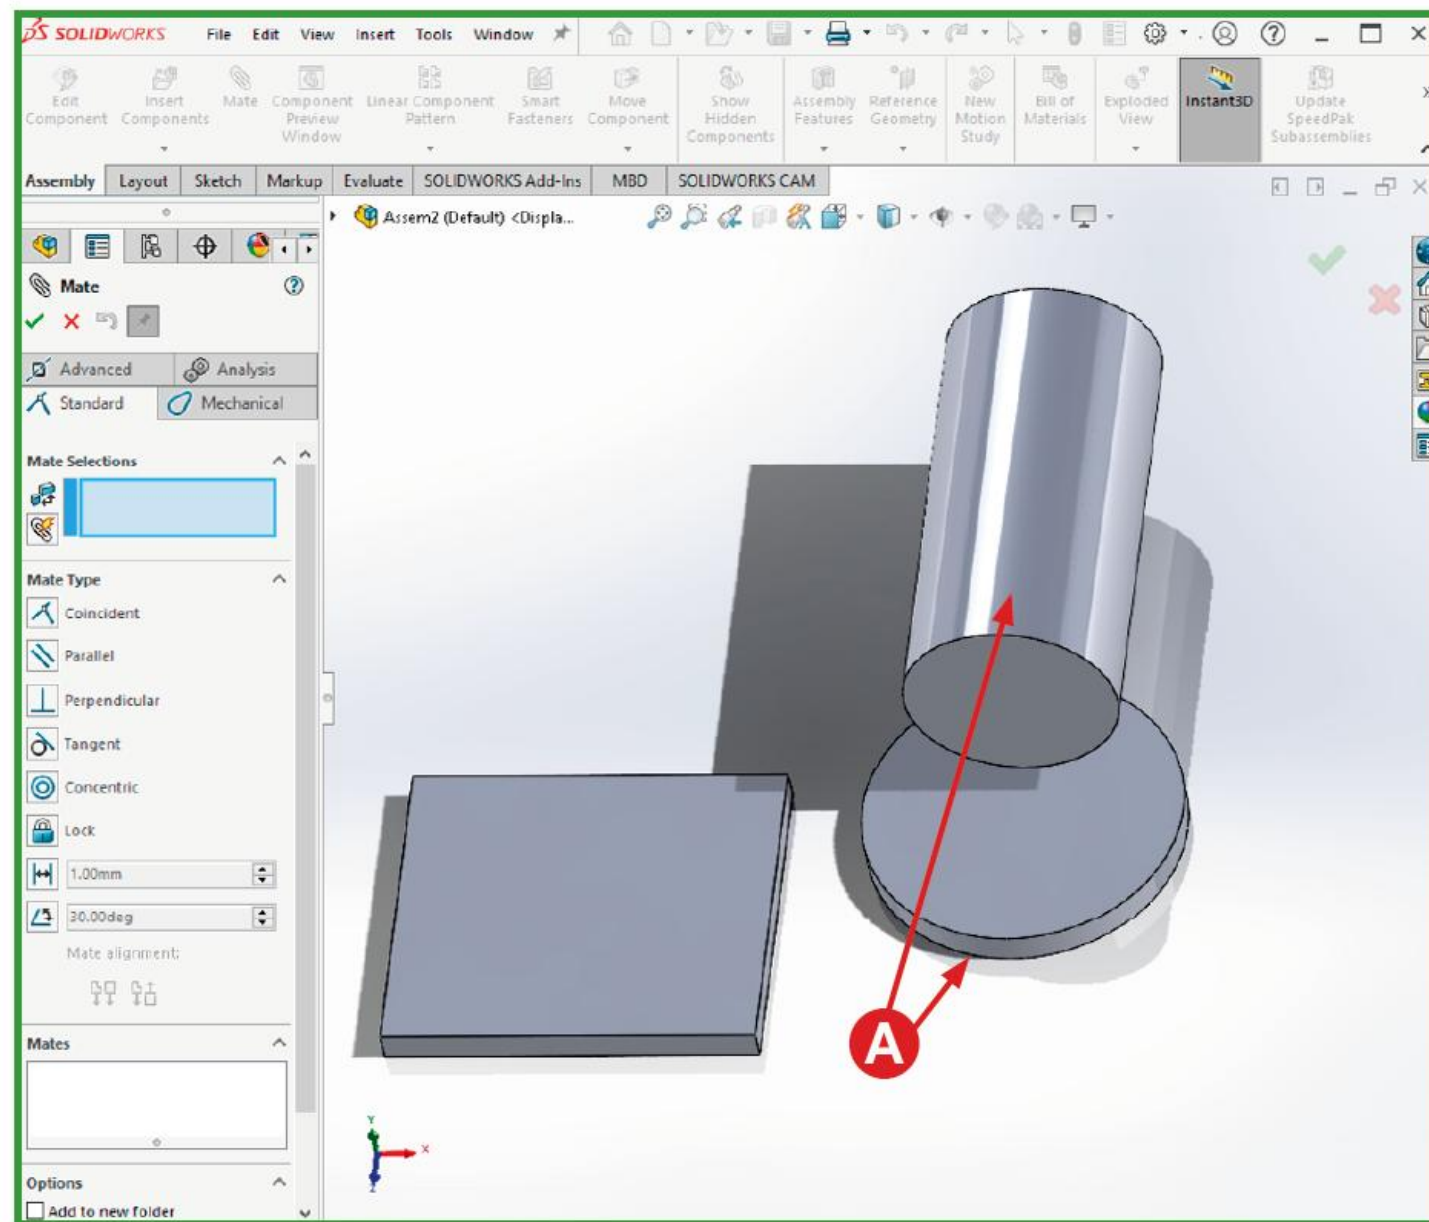 SOLIDWORKS File Edit View Insert Tools Window
Edit Component
Insert Components
Mate
Component Preview Window
Linear Component Pattern
Smart Fasteners
Move Component
Show Hidden Components
Assembly Features
Reference Geometry
New Motion Study
Bill of Materials
Exploded View
Instant3D
Update SpeedPak Subassemblies
Assembly Layout Sketch Markup Evaluate SOLIDWORKS Add-Ins MBD SOLIDWORKS CAM
Assem2 (Default) <Displa...
Mate
Advanced Analysis
Standard Mechanical
Mate Selections
Mate Type
Coincident
Parallel
Perpendicular
Tangent
Concentric
Lock
1.00mm
30.00deg
Mate alignment:
Mates
Options
Add to new folder
A
Y
X
Z